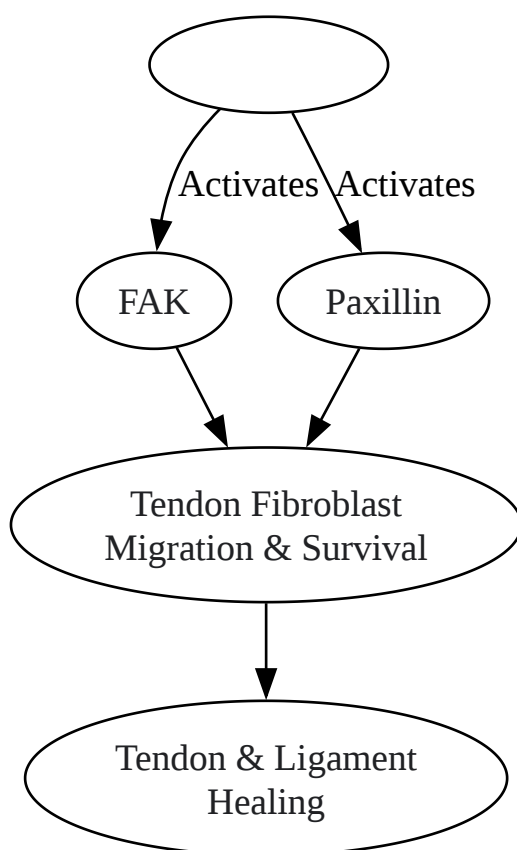 Activates Activates
FAK
Paxillin
Tendon Fibroblast
Migration & Survival
Tendon & Ligament
Healing